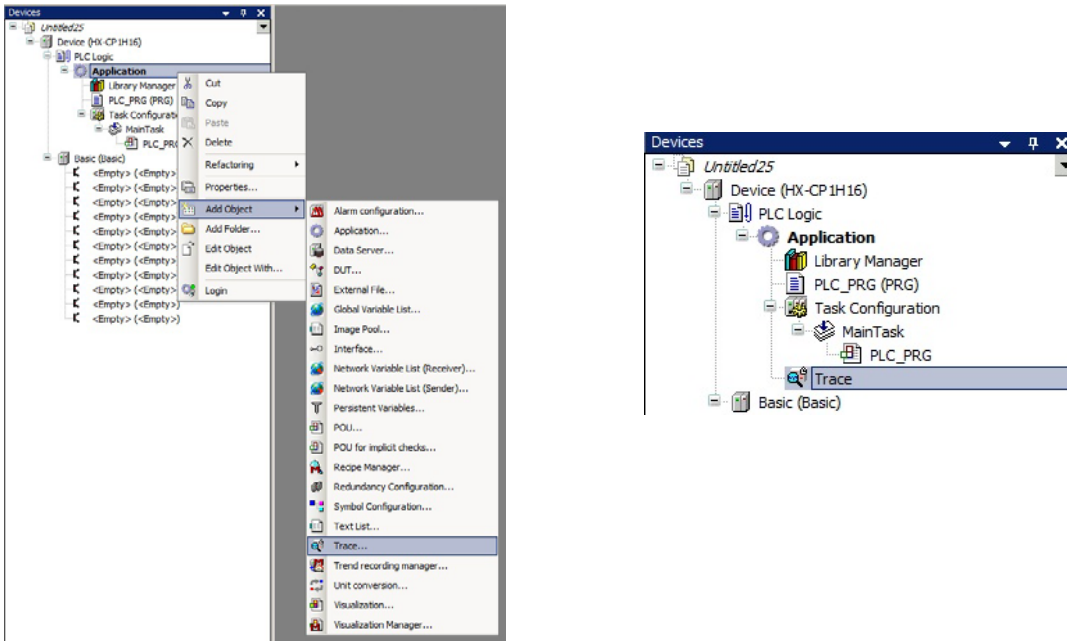 Devices
Untitled25
Device (HX-CP1H16)
PLC Logic
Application
Library Manager
PLC_PRG (PRG)
Task Configurati
MainTask
PLC_PR
Basic (Basic)
<Empty> (<Empty>
<Empty> (<Empty>
<Empty> (<Empty>
<Empty> (<Empty>
<Empty> (<Empty>
<Empty> (<Empty>
<Empty> (<Empty>
<Empty> (<Empty>
<Empty> (<Empty>
<Empty> (<Empty>)
<Empty> (<Empty>)
Cut
Copy
Paste
Delete
Refactoring
Properties...
Add Object
Add Folder...
Edit Object
Edit Object With...
Login
Alarm configuration...
Application...
Data Server...
DUT...
External File...
Global Variable List...
Image Pool...
Interface...
Network Variable List (Receiver)...
Network Variable List (Sender)...
Persistent Variables...
POU...
POU for implicit checks...
Recipe Manager...
Redundancy Configuration...
Symbol Configuration...
Text List...
Trace...
Trend recording manager...
Unit conversion...
Visualization...
Visualization Manager...
Devices
Untitled25
Device (HX-CP1H16)
PLC Logic
Application
Library Manager
PLC_PRG (PRG)
Task Configuration
MainTask
PLC_PRG
Trace
Basic (Basic)